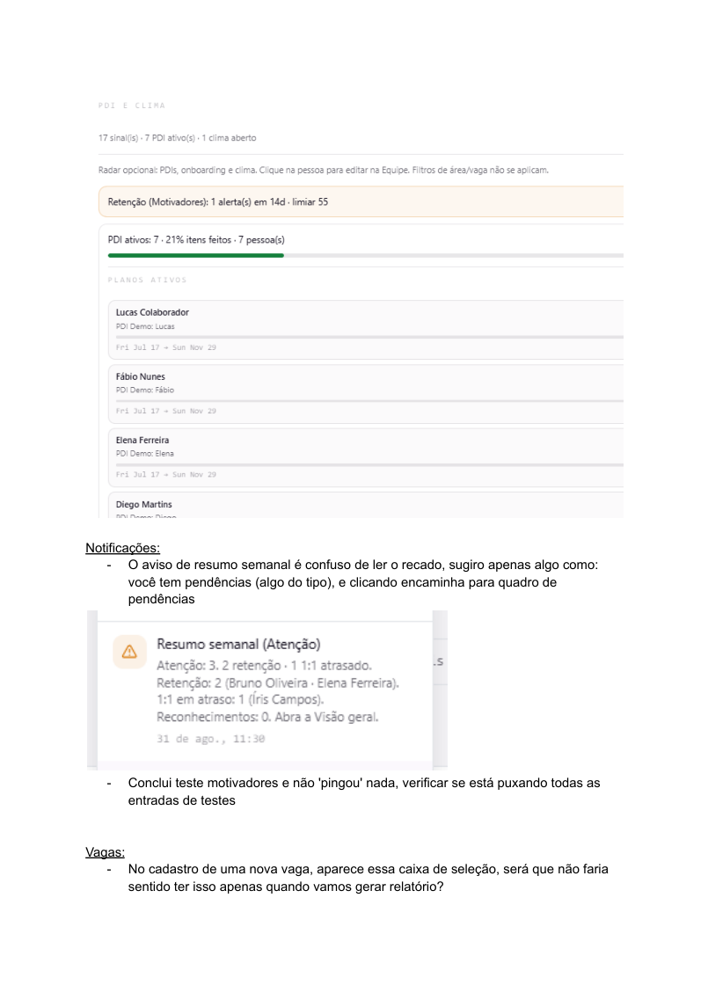 PDI E CLIMA
17 sinal(is) · 7 PDI ativo(s) · 1 clima aberto
Radar opcional: PDIs, onboarding e clima. Clique na pessoa para editar na Equipe. Filtros de área/vaga não se aplicam.
Retenção (Motivadores): 1 alerta(s) em 14d · limiar 55
PDI ativos: 7 · 21% itens feitos · 7 pessoa(s)
PLANOS ATIVOS
Lucas Colaborador
PDI Demo: Lucas
Fri Jul 17 → Sun Nov 29
Fábio Nunes
PDI Demo: Fábio
Fri Jul 17 → Sun Nov 29
Elena Ferreira
PDI Demo: Elena
Fri Jul 17 → Sun Nov 29
Diego Martins
PDI Demo: Diego
Notificações:
- O aviso de resumo semanal é confuso de ler o recado, sugiro apenas algo como:
você tem pendências (algo do tipo), e clicando encaminha para quadro de
pendências
Resumo semanal (Atenção)
Atenção: 3. 2 retenção · 1 1:1 atrasado.
Retenção: 2 (Bruno Oliveira · Elena Ferreira).
1:1 em atraso: 1 (Íris Campos).
Reconhecimentos: 0. Abra a Visão geral.
31 de ago., 11:30
- Conclui teste motivadores e não 'pingou' nada, verificar se está puxando todas as
entradas de testes
Vagas:
- No cadastro de uma nova vaga, aparece essa caixa de seleção, será que não faria
sentido ter isso apenas quando vamos gerar relatório?